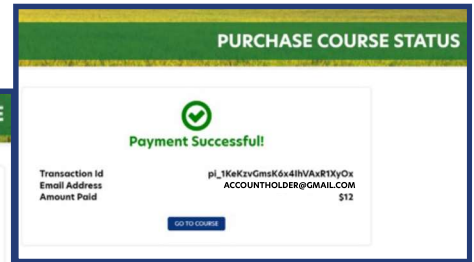 PURCHASE COURSE STATUS
Payment Successful!
Transaction Id pi_1KeKzvGmsK6x4IhVAxR1XyOx
Email Address ACCOUNTHOLDER@GMAIL.COM
Amount Paid $12
GO TO COURSE